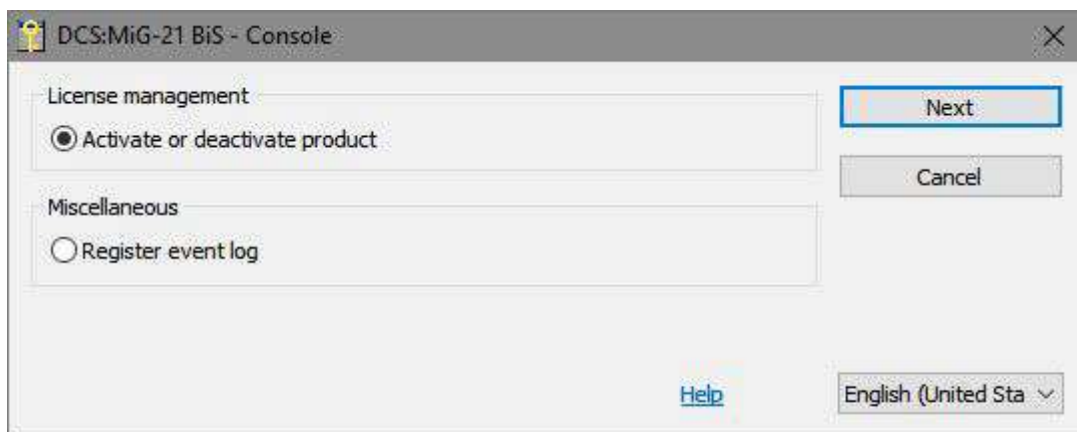 DCS:MiG-21 BiS - Console
License management
Activate or deactivate product
Next
Cancel
Miscellaneous
Register event log
Help
English (United Sta